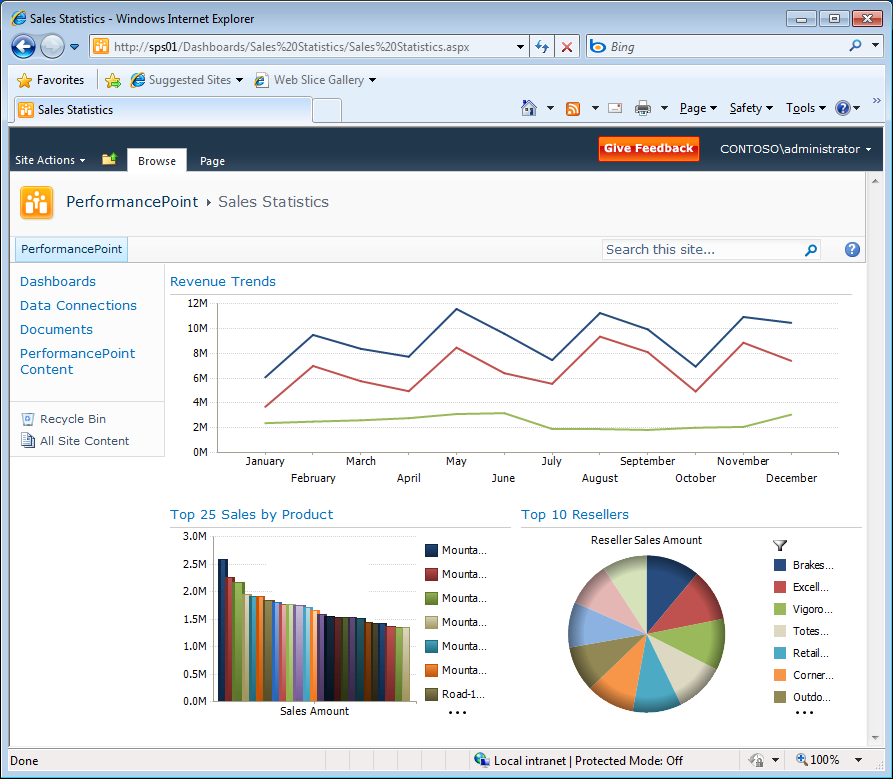 Sales Statistics - Windows Internet Explorer
http://sps01/Dashboards/Sales%20Statistics/Sales%20Statistics.aspx
Bing
Favorites
Suggested Sites
Web Slice Gallery
Sales Statistics
Page
Safety
Tools
»
Site Actions
Browse
Page
Give Feedback
CONTOSO\administrator
PerformancePoint
Sales Statistics
PerformancePoint
Search this site...
Dashboards
Data Connections
Documents
PerformancePoint
Content
Recycle Bin
All Site Content
Revenue Trends
12M
10M
8M
6M
4M
2M
0M
January
February
March
April
May
June
July
August
September
October
November
December
Top 25 Sales by Product
3.0M
2.5M
2.0M
1.5M
1.0M
0.5M
0.0M
Sales Amount
Mounta...
Mounta...
Mounta...
Mounta...
Mounta...
Mounta...
Road-1...
...
Top 10 Resellers
Reseller Sales Amount
Brakes...
Excell...
Vigoro...
Totes...
Retail...
Corner...
Outdo...
...
Done
Local intranet | Protected Mode: Off
100%